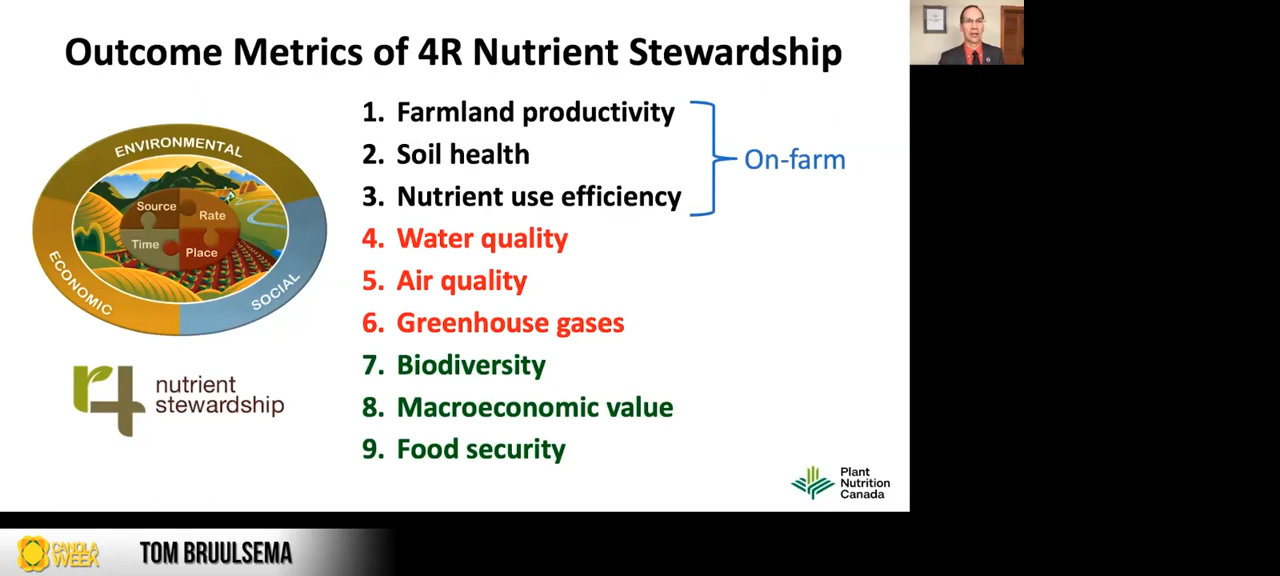 Outcome Metrics of 4R Nutrient Stewardship
ENVIRONMENTAL
ECONOMIC
SOCIAL
Source
Rate
Time
Place
r4 nutrient
stewardship
1. Farmland productivity
2. Soil health
3. Nutrient use efficiency
On-farm
4. Water quality
5. Air quality
6. Greenhouse gases
7. Biodiversity
8. Macroeconomic value
9. Food security
Plant
Nutrition
Canada
CANOLA
WEEK
TOM BRUULSEMA